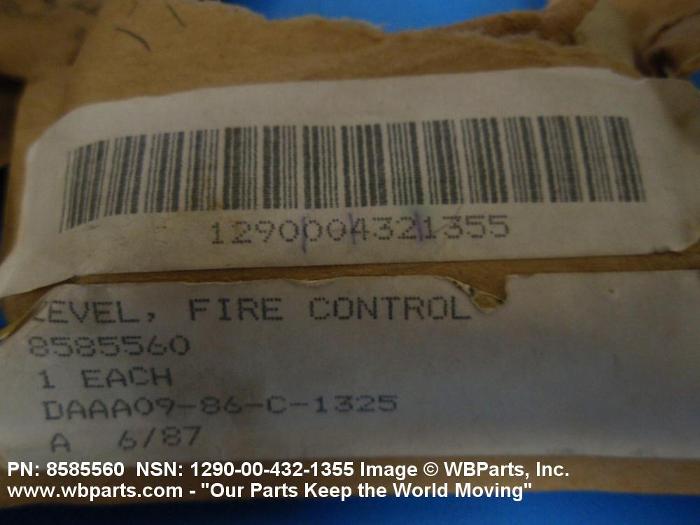 1290004321355
LEVEL, FIRE CONTROL
8585560
1 EACH
DAAA09-86-C-1325
A 6/87
PN: 8585560 NSN: 1290-00-432-1355 Image © WBParts, Inc.
www.wbparts.com - "Our Parts Keep the World Moving"